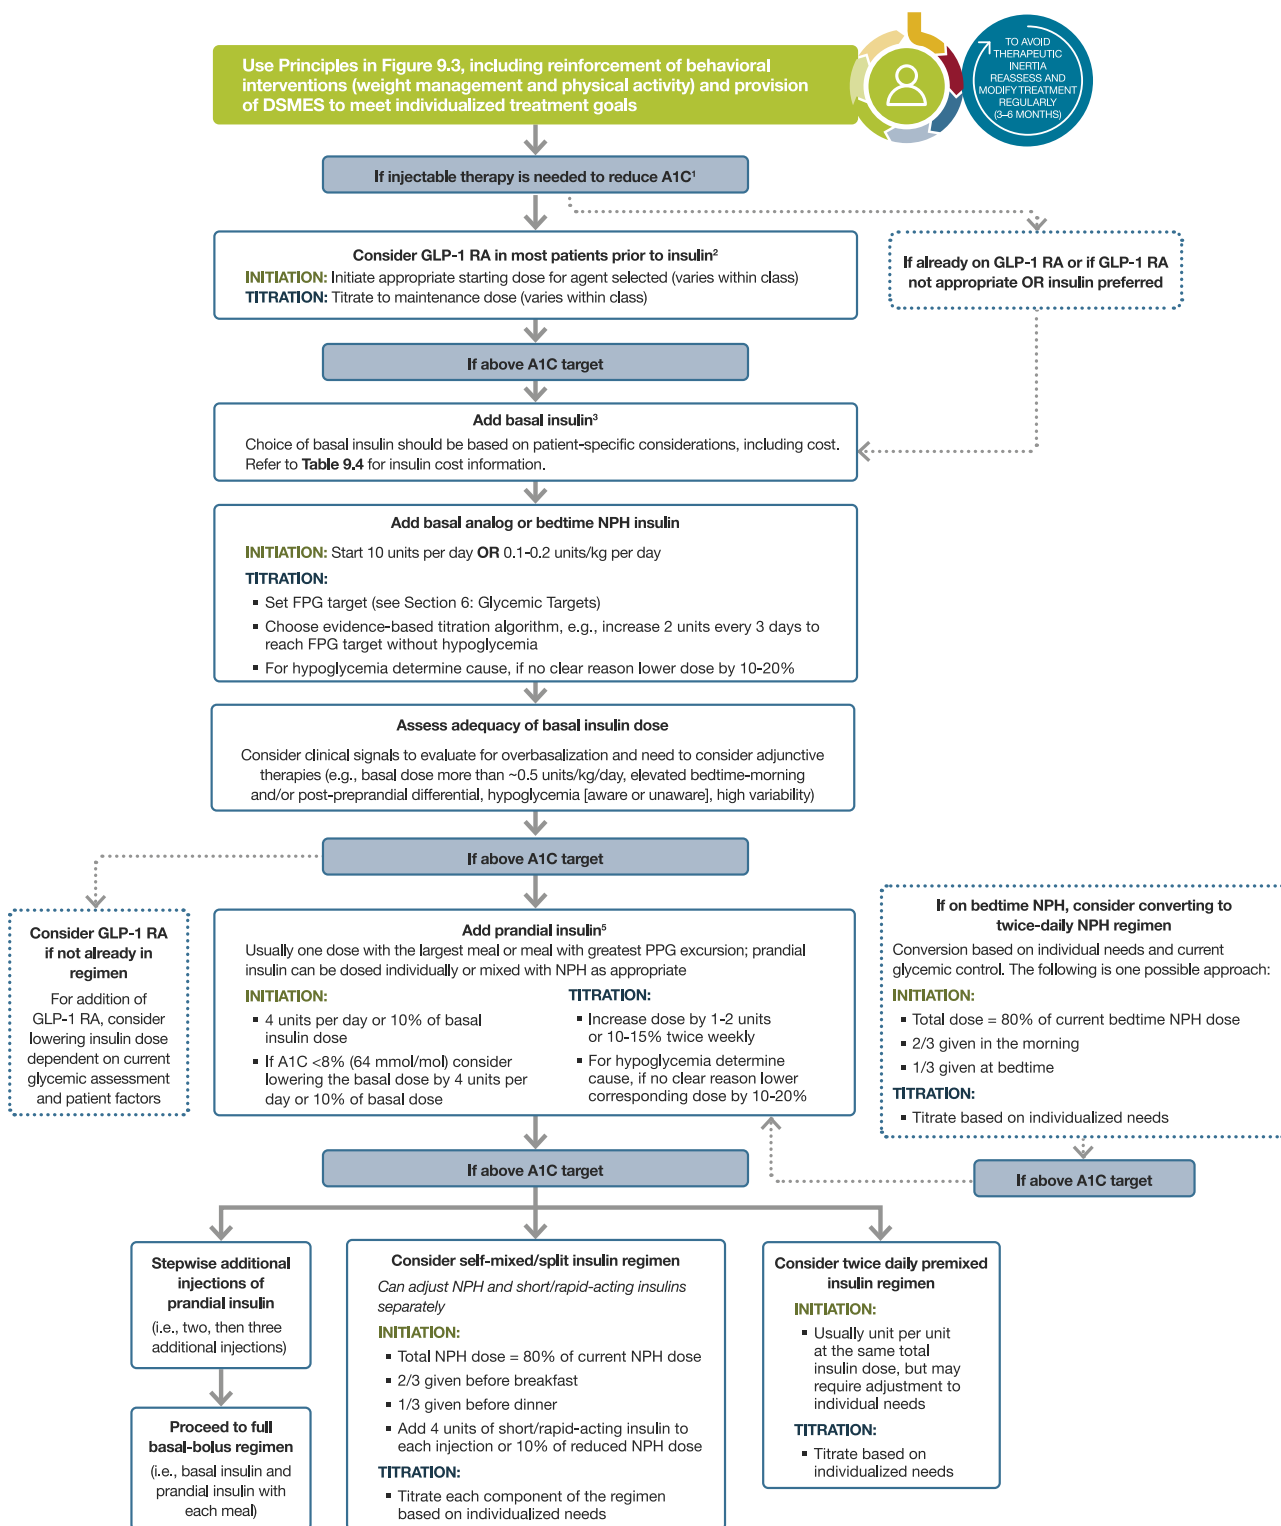 Use Principles in Figure 9.3, including reinforcement of behavioral
interventions (weight management and physical activity) and provision
of DSMES to meet individualized treatment goals
TO AVOID
THERAPEUTIC
INERTIA
REASSESS AND
MODIFY TREATMENT
REGULARLY
(3–6 MONTHS)
If injectable therapy is needed to reduce A1C¹
Consider GLP-1 RA in most patients prior to insulin²
INITIATION: Initiate appropriate starting dose for agent selected (varies within class)
TITRATION: Titrate to maintenance dose (varies within class)
If already on GLP-1 RA or if GLP-1 RA
not appropriate OR insulin preferred
If above A1C target
Add basal insulin³
Choice of basal insulin should be based on patient-specific considerations, including cost.
Refer to Table 9.4 for insulin cost information.
Add basal analog or bedtime NPH insulin
INITIATION: Start 10 units per day OR 0.1-0.2 units/kg per day
TITRATION:
▪ Set FPG target (see Section 6: Glycemic Targets)
▪ Choose evidence-based titration algorithm, e.g., increase 2 units every 3 days to
reach FPG target without hypoglycemia
▪ For hypoglycemia determine cause, if no clear reason lower dose by 10-20%
Assess adequacy of basal insulin dose
Consider clinical signals to evaluate for overbasalization and need to consider adjunctive
therapies (e.g., basal dose more than ~0.5 units/kg/day, elevated bedtime-morning
and/or post-preprandial differential, hypoglycemia [aware or unaware], high variability)
If above A1C target
Consider GLP-1 RA
if not already in
regimen
For addition of
GLP-1 RA, consider
lowering insulin dose
dependent on current
glycemic assessment
and patient factors
Add prandial insulin⁵
Usually one dose with the largest meal or meal with greatest PPG excursion; prandial
insulin can be dosed individually or mixed with NPH as appropriate
INITIATION:
▪ 4 units per day or 10% of basal
insulin dose
▪ If A1C <8% (64 mmol/mol) consider
lowering the basal dose by 4 units per
day or 10% of basal dose
TITRATION:
▪ Increase dose by 1-2 units
or 10-15% twice weekly
▪ For hypoglycemia determine
cause, if no clear reason lower
corresponding dose by 10-20%
If on bedtime NPH, consider converting to
twice-daily NPH regimen
Conversion based on individual needs and current
glycemic control. The following is one possible approach:
INITIATION:
▪ Total dose = 80% of current bedtime NPH dose
▪ 2/3 given in the morning
▪ 1/3 given at bedtime
TITRATION:
▪ Titrate based on individualized needs
If above A1C target
If above A1C target
Stepwise additional
injections of
prandial insulin
(i.e., two, then three
additional injections)
Proceed to full
basal-bolus regimen
(i.e., basal insulin and
prandial insulin with
each meal)
Consider self-mixed/split insulin regimen
Can adjust NPH and short/rapid-acting insulins
separately
INITIATION:
▪ Total NPH dose = 80% of current NPH dose
▪ 2/3 given before breakfast
▪ 1/3 given before dinner
▪ Add 4 units of short/rapid-acting insulin to
each injection or 10% of reduced NPH dose
TITRATION:
▪ Titrate each component of the regimen
based on individualized needs
Consider twice daily premixed
insulin regimen
INITIATION:
▪ Usually unit per unit
at the same total
insulin dose, but may
require adjustment to
individual needs
TITRATION:
▪ Titrate based on
individualized needs